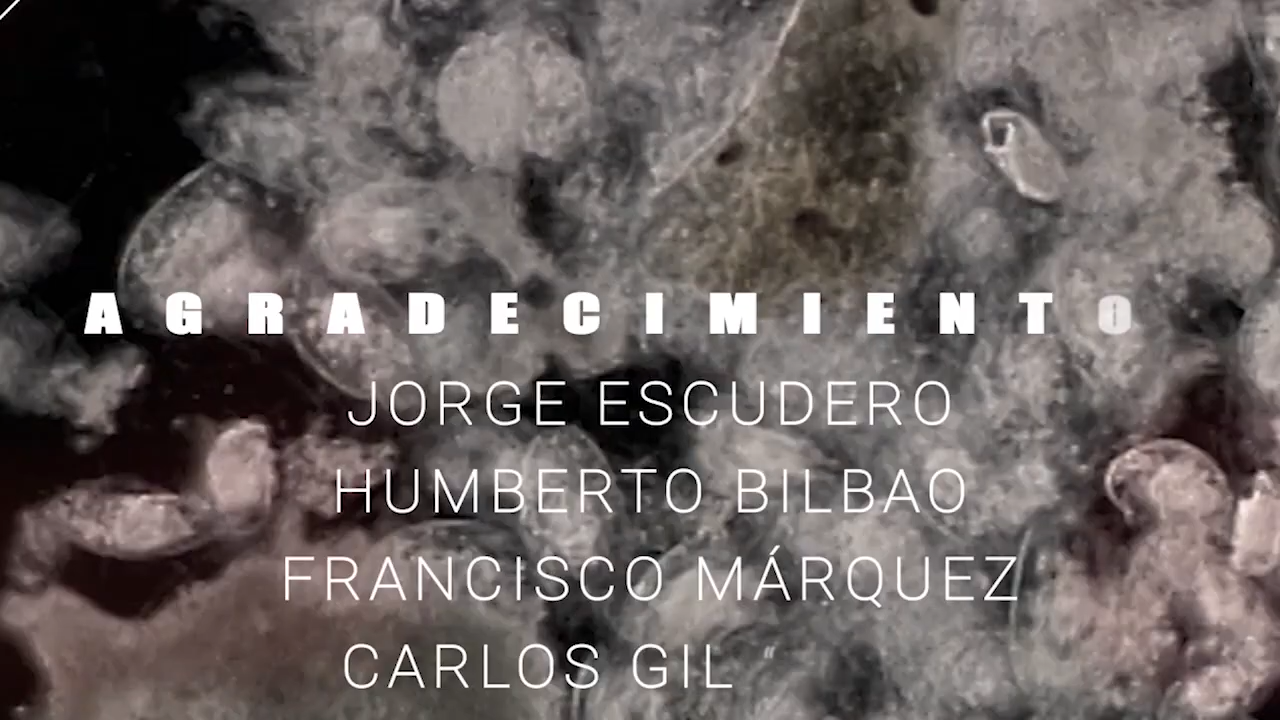 AGRADECIMIENTO
JORGE ESCUDERO
HUMBERTO BILBAO
FRANCISCO MÁRQUEZ
CARLOS GIL “